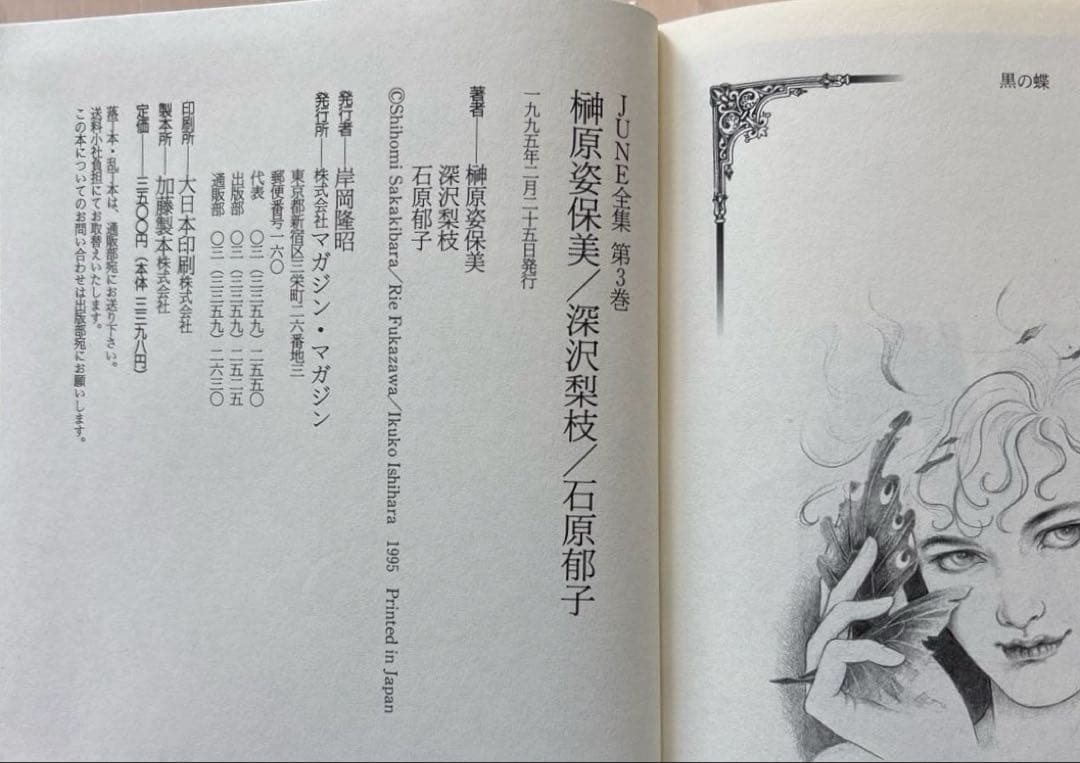 黒の蝶
JUNE全集 第3巻
榊原姿保美/深沢梨枝/石原郁子
一九九五年二月二十五日発行
著者──榊原姿保美
深沢梨枝
石原郁子
©Shihomi Sakakibara/Rie Fukazawa/Ikuko Ishihara 1995 Printed in Japan
発行者──岸岡隆昭
発行所──株式会社マガジン・マガジン
東京都新宿区三栄町二六番地三
郵便番号一六〇
代表 〇三(三三五九)二五五〇
出版部 〇三(三三五九)二五二五
通販部 〇三(三三五九)二六三〇
印刷所──大日本印刷株式会社
製本所──加藤製本株式会社
定価──三五〇〇円(本体 三三九八円)
落丁本・乱丁本は、通販部宛にお送り下さい。
送料小社負担にてお取替えいたします。
この本についてのお問い合わせは出版部宛にお願いします。